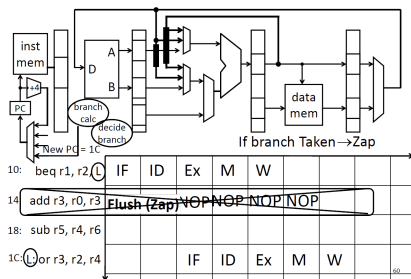 inst
mem
A
D
B
+4
PC
branch
calc
decide
branch
data
mem
New PC = 1C
If branch Taken → Zap
10: beq r1, r2, L IF ID Ex M W
14 add r3, r0, r3 Flush (Zap) NOP NOP NOP NOP
18: sub r5, r4, r6
1C: L: or r3, r2, r4 IF ID Ex M W
60